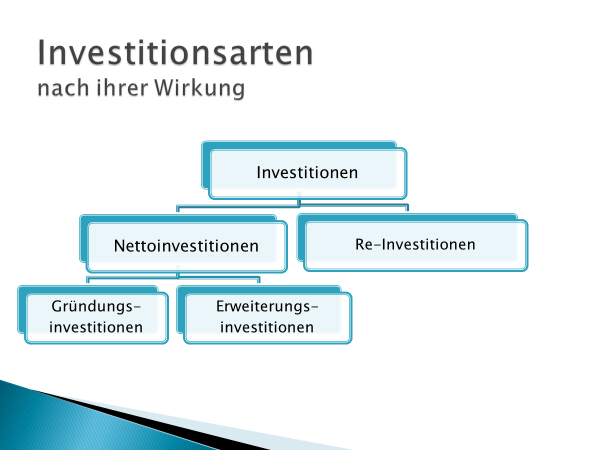 Investitionsarten
nach ihrer Wirkung
Investitionen
Nettoinvestitionen
Re-Investitionen
Gründungs-
investitionen
Erweiterungs-
investitionen